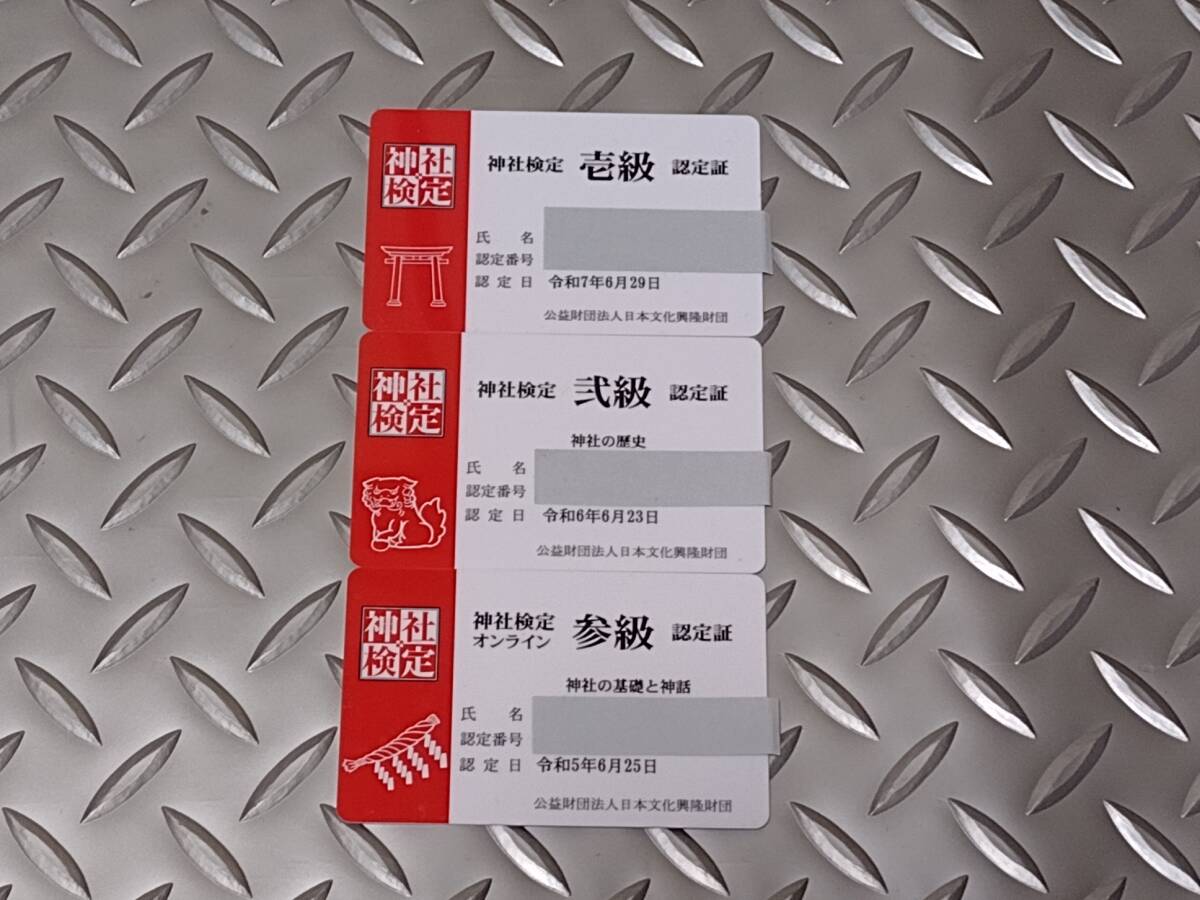 神社
検定
神社検定 壱級 認定証
氏 名
認定番号
認定日 令和7年6月29日
公益財団法人日本文化興隆財団
神社
検定
神社検定 弐級 認定証
神社の歴史
氏 名
認定番号
認定日 令和6年6月23日
公益財団法人日本文化興隆財団
神社
検定
神社検定
オンライン 参級 認定証
神社の基礎と神話
氏 名
認定番号
認定日 令和5年6月25日
公益財団法人日本文化興隆財団